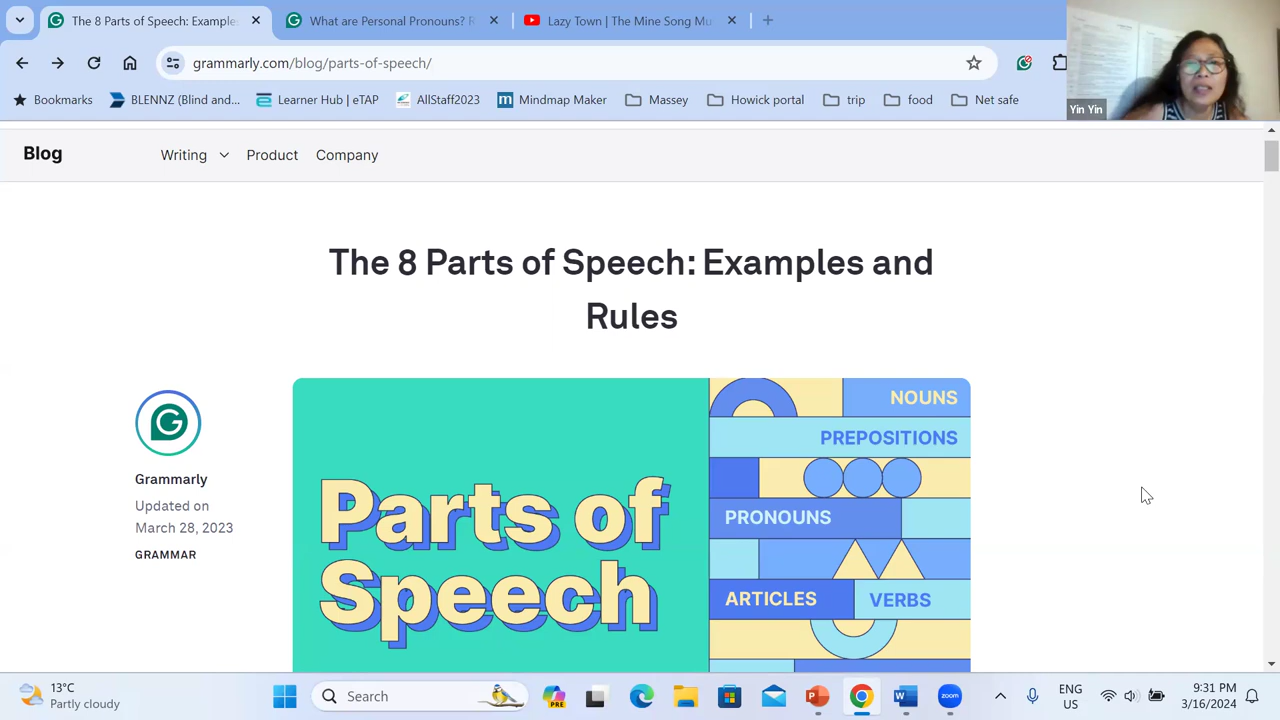 The 8 Parts of Speech: Example
What are Personal Pronouns?
Lazy Town | The Mine Song Mu
grammarly.com/blog/parts-of-speech/
Bookmarks
BLENNZ (Blind and...
Learner Hub | eTAP
AllStaff2023
Mindmap Maker
Massey
Howick portal
trip
food
Net safe
Yin Yin
Blog
Writing
Product
Company
The 8 Parts of Speech: Examples and
Rules
Grammarly
Updated on
March 28, 2023
GRAMMAR
Parts of
Speech
NOUNS
PREPOSITIONS
PRONOUNS
ARTICLES
VERBS
13°C
Partly cloudy
Search
PRE
zoom
ENG
US
9:31 PM
3/16/2024